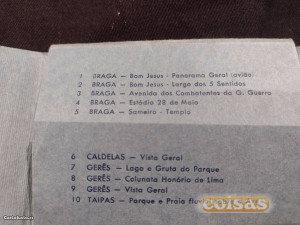 1 BRAGA — Bom Jesus - Panorama Geral (avião)
2 BRAGA — Bom Jesus - Largo dos 5 Sentidos
3 BRAGA — Avenida dos Combatentes da G. Guerra
4 BRAGA — Estádio 28 de Maio
5 BRAGA — Sameiro - Templo
6 CALDELAS — Vista Geral
7 GERÊS — Lago e Gruta do Parque
8 GERÊS — Colunata Honório de Lima
9 GERÊS — Vista Geral
10 TAIPAS — Parque e Praia
coisas